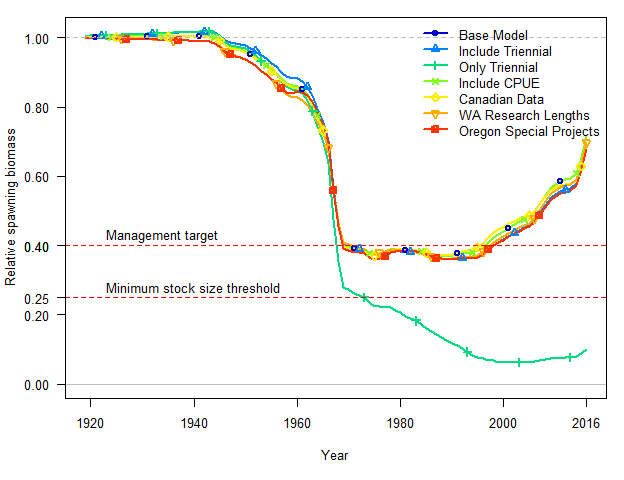 Relative spawning biomass
1.00
0.80
0.60
0.40
0.25
0.20
0.00
Base Model
Include Triennial
Only Triennial
Include CPUE
Canadian Data
WA Research Lengths
Oregon Special Projects
Management target
Minimum stock size threshold
1920 1940 1960 1980 2000 2016
Year